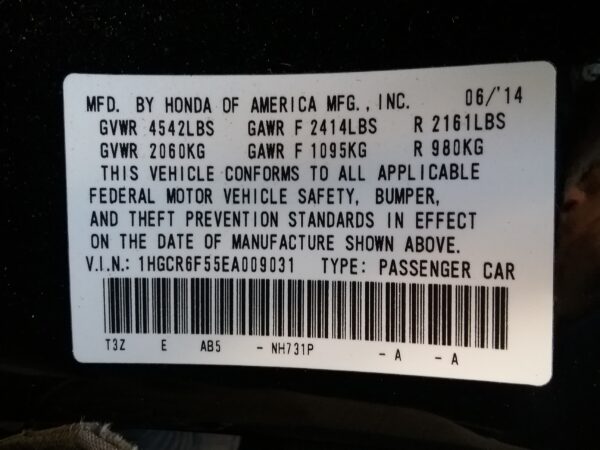 MFD. BY HONDA OF AMERICA MFG., INC. 06/'14
GVWR 4542LBS GAWR F 2414LBS R 2161LBS
GVWR 2060KG GAWR F 1095KG R 980KG
THIS VEHICLE CONFORMS TO ALL APPLICABLE
FEDERAL MOTOR VEHICLE SAFETY, BUMPER,
AND THEFT PREVENTION STANDARDS IN EFFECT
ON THE DATE OF MANUFACTURE SHOWN ABOVE.
V.I.N.: 1HGCR6F55EA009031 TYPE: PASSENGER CAR
T3Z E AB5 - NH731P - A - A